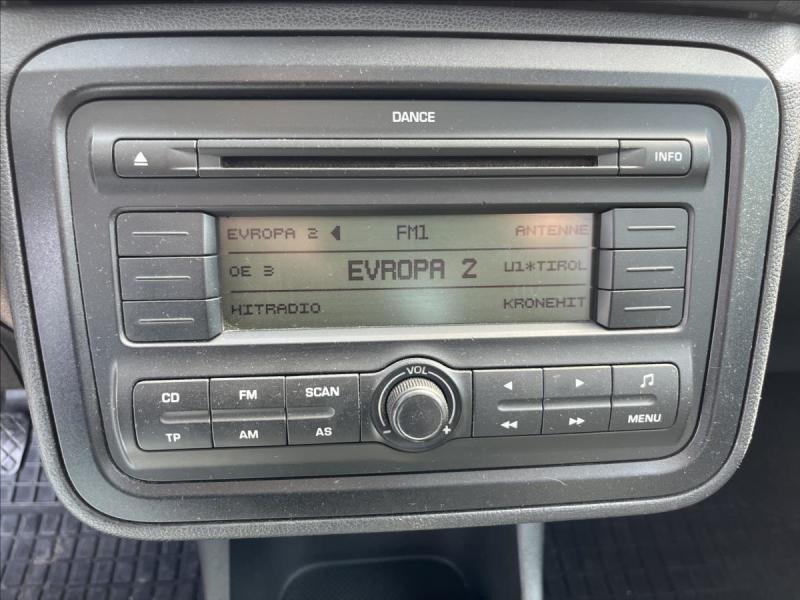 DANCE
INFO
EVROPA 2 FM1 ANTENNE
OE 3 EVROPA 2 U1*TIROL
HITRADIO KRONEHIT
VOL
CD FM SCAN
TP AM AS
- +
MENU